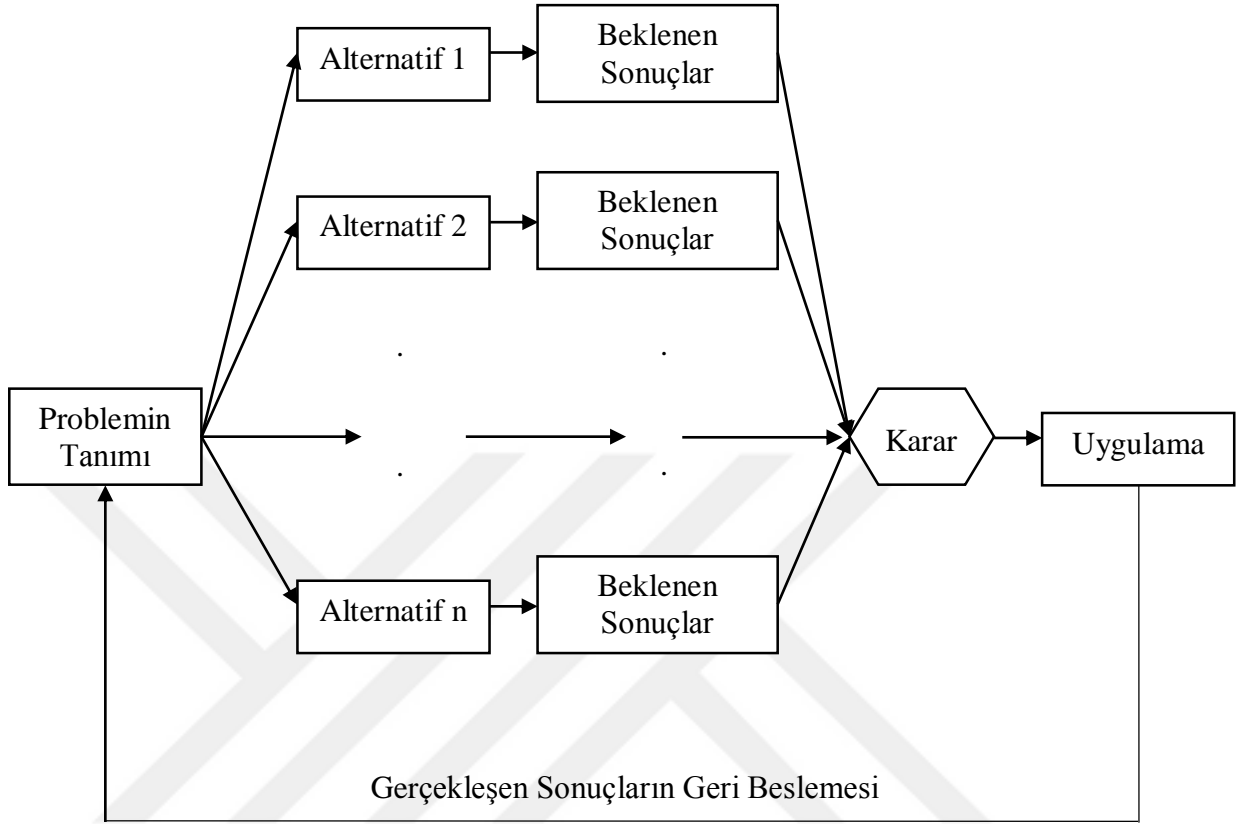 Alternatif 1
Beklenen
Sonuçlar
Alternatif 2
Beklenen
Sonuçlar
.
.
Problemin
Tanımı
Karar
Uygulama
.
.
Alternatif n
Beklenen
Sonuçlar
Gerçekleşen Sonuçların Geri Beslemesi